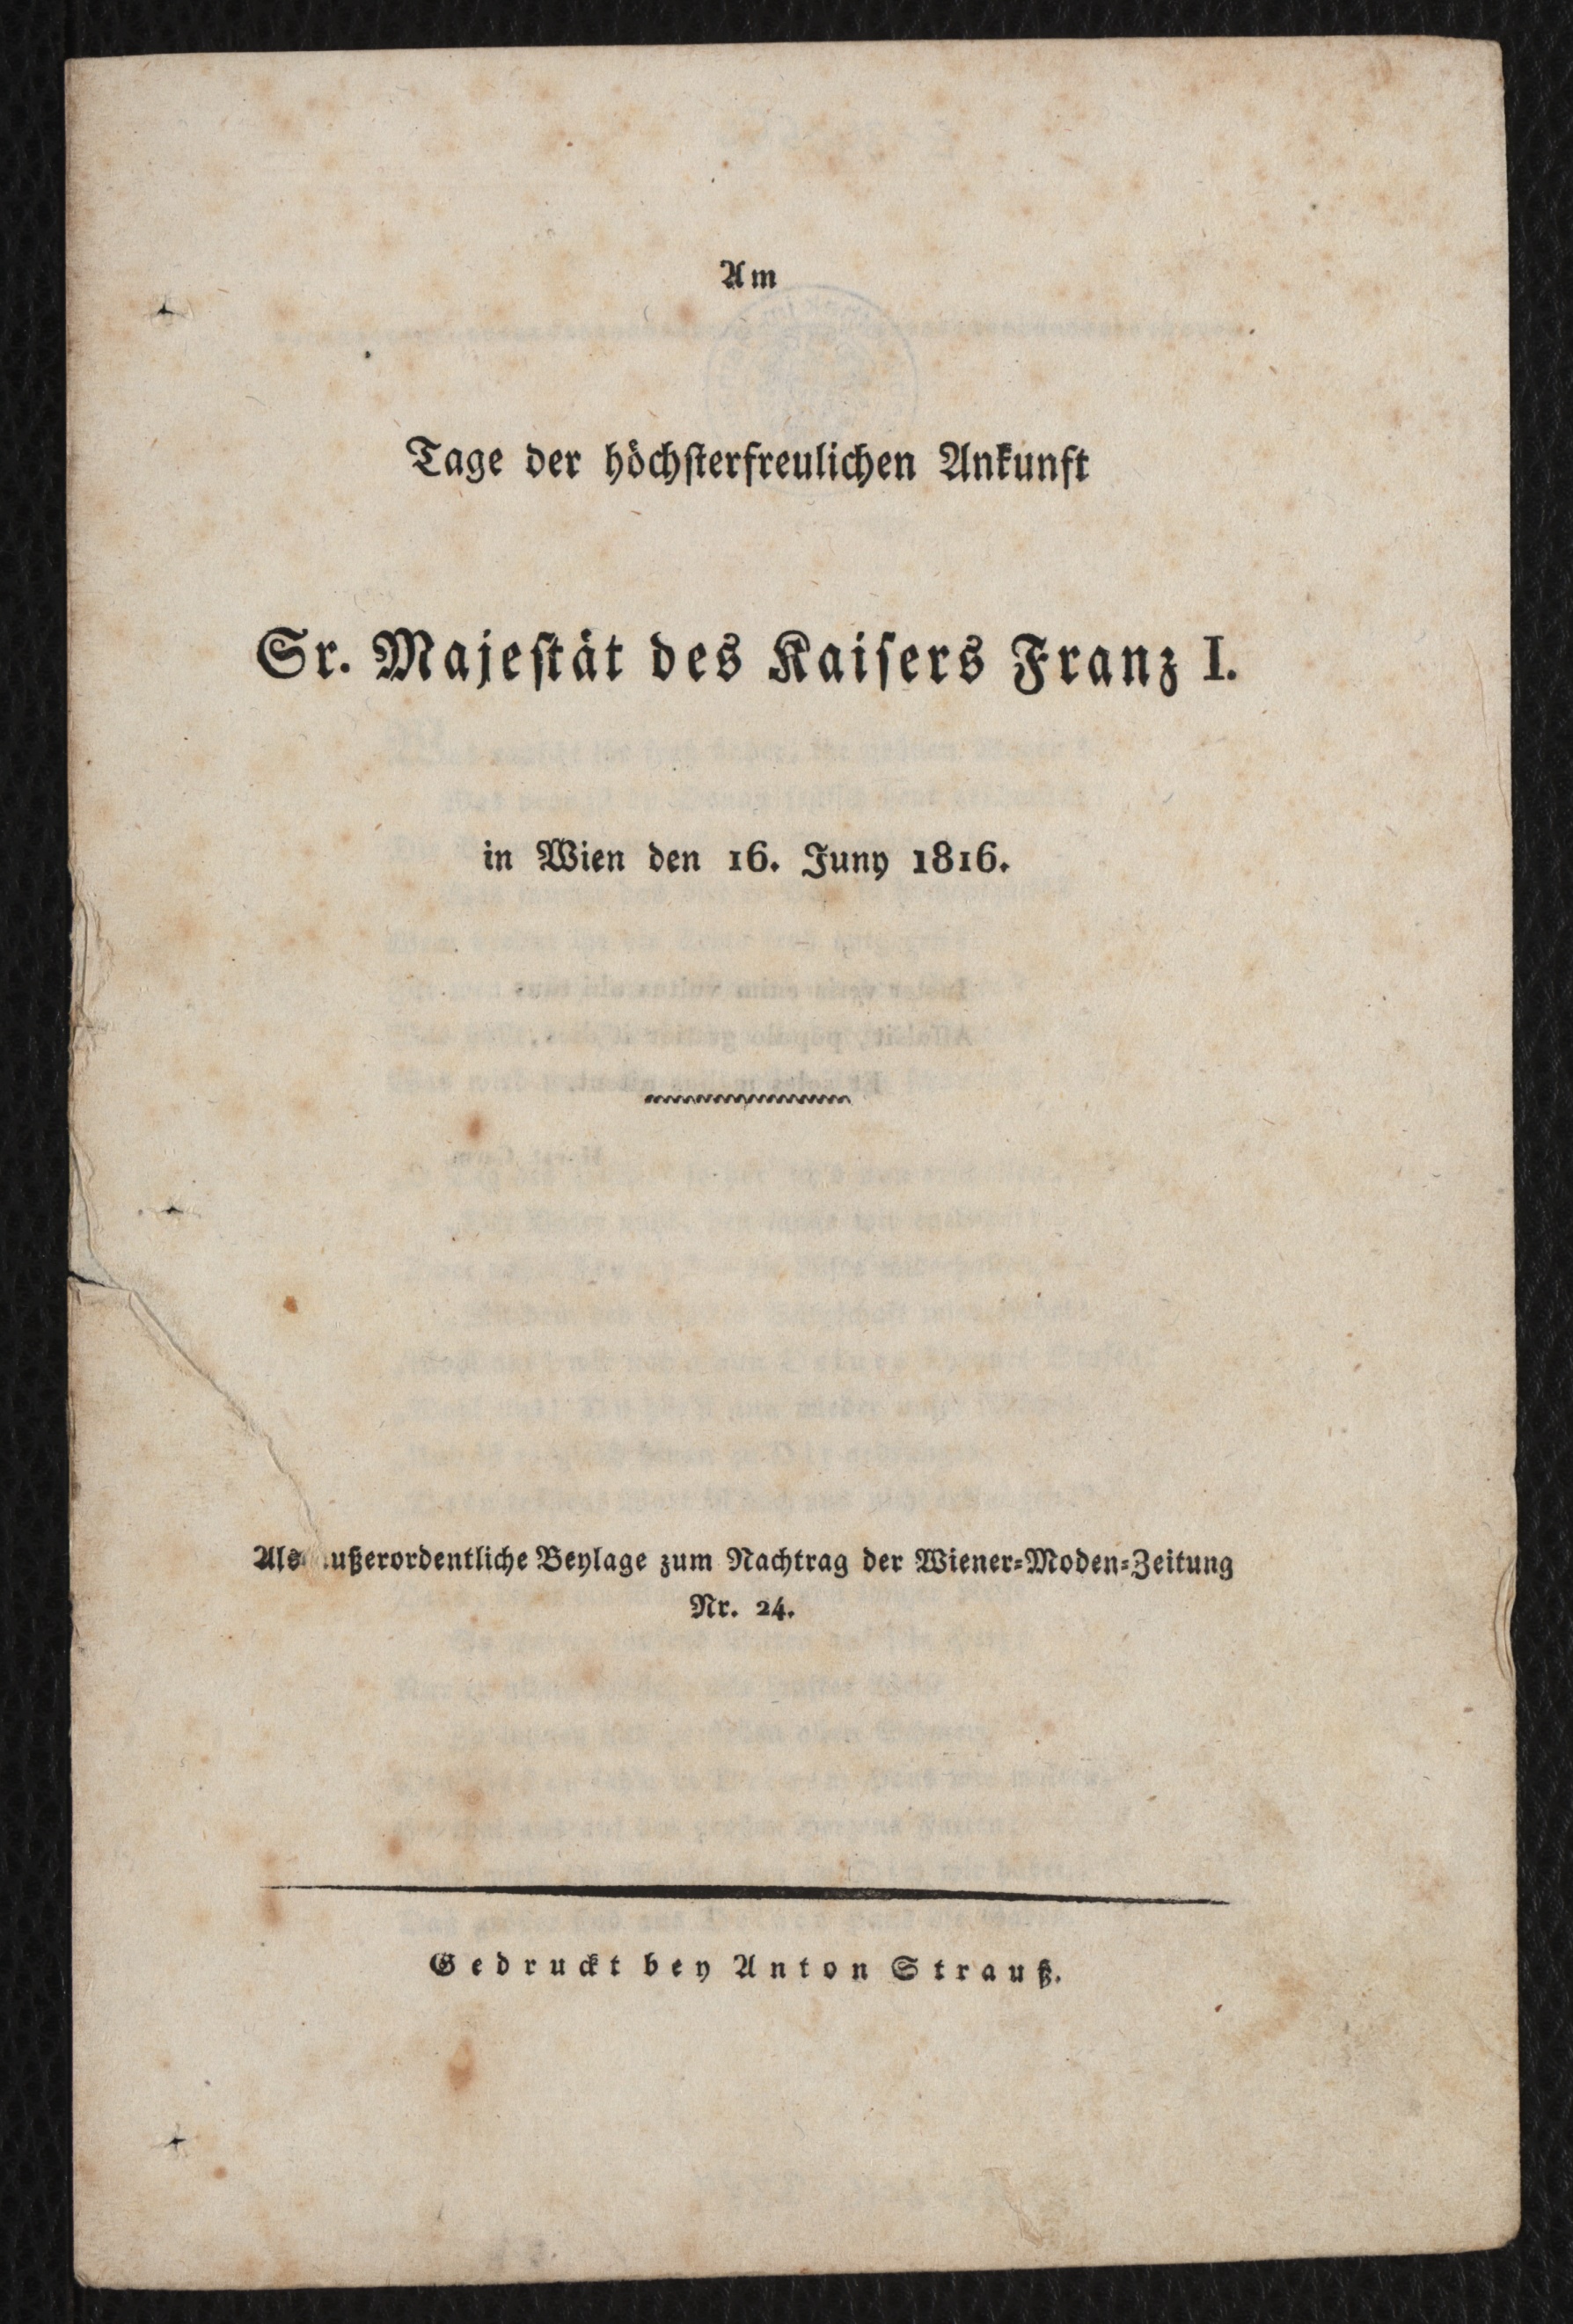 Am
Tage der höchſterfreulichen Ankunft
Sr. Majeſtät des Kaiſers Franz I.
in Wien den 16. Juny 1816.
Als außerordentliche Beylage zum Nachtrag der Wiener-Moden-Zeitung
Nr. 24.
Gedruckt bey Anton Strauß.